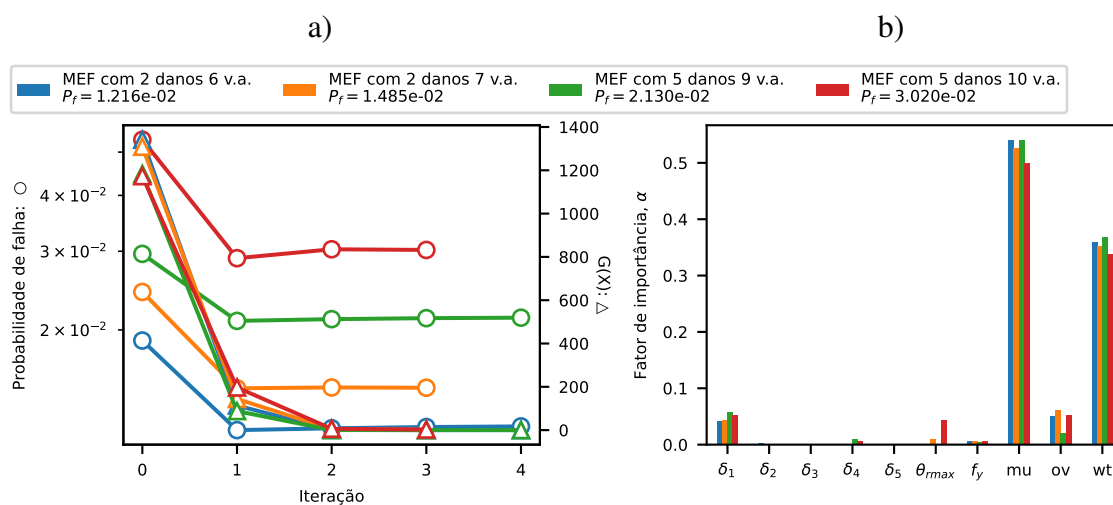 a)
b)
MEF com 2 danos 6 v.a.
P_f = 1.216e-02
MEF com 2 danos 7 v.a.
P_f = 1.485e-02
MEF com 5 danos 9 v.a.
P_f = 2.130e-02
MEF com 5 danos 10 v.a.
P_f = 3.020e-02
Probabilidade de falha: ○
4 × 10⁻²
3 × 10⁻²
2 × 10⁻²
0 1 2 3 4
Iteração
1400
1200
1000
800
600
400
200
0
G(X): △
Fator de importância, α
0.5
0.4
0.3
0.2
0.1
0.0
δ₁ δ₂ δ₃ δ₄ δ₅ θ_rmax f_y mu ov wt